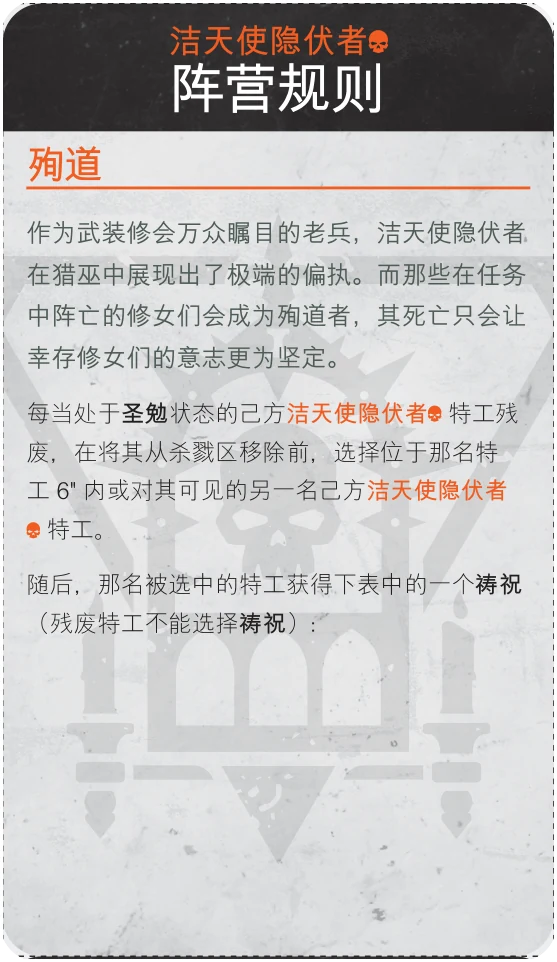 洁天使隐伏者
阵营规则
殉道
作为武装修会万众瞩目的老兵，洁天使隐伏者
在猎巫中展现出了极端的偏执。而那些在任务
中阵亡的修女们会成为殉道者，其死亡只会让
幸存修女们的意志更为坚定。
每当处于圣勉状态的己方洁天使隐伏者 特工残
废，在将其从杀戮区移除前，选择位于那名特
工 6" 内或对其可见的另一名己方洁天使隐伏者
特工。
随后，那名被选中的特工获得下表中的一个祷祝
（残废特工不能选择祷祝）：